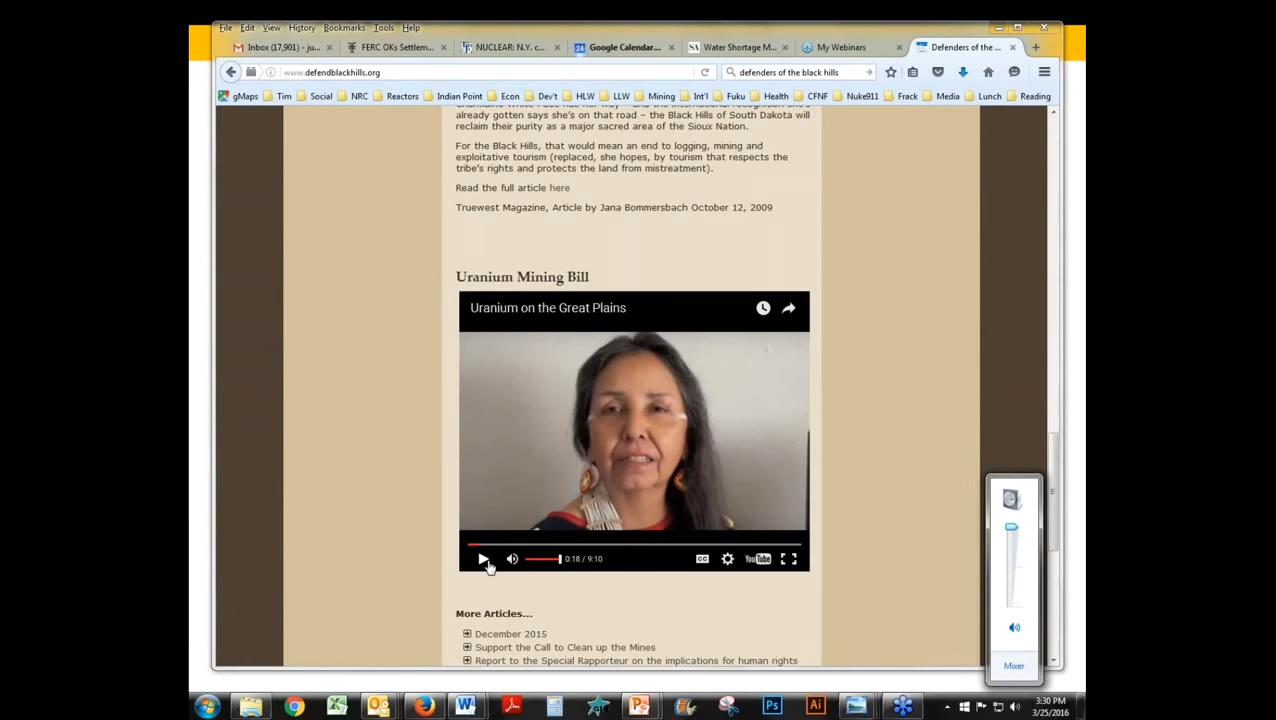 File Edit View History Bookmarks Tools Help
Inbox (17,901) - ju... FERC OKs Settlem... NUCLEAR: N.Y. c... Google Calendar... Water Shortage M... My Webinars Defenders of the ...
www.defendblackhills.org defenders of the black hills
gMaps Tim Social NRC Reactors Indian Point Econ Dev't HLW LLW Mining Int'l Fuku Health CFNF Nuke911 Frack Media Lunch Reading
already gotten says she's on that road – the Black Hills of South Dakota will
reclaim their purity as a major sacred area of the Sioux Nation.
For the Black Hills, that would mean an end to logging, mining and
exploitative tourism (replaced, she hopes, by tourism that respects the
tribe's rights and protects the land from mistreatment).
Read the full article here
Truewest Magazine, Article by Jana Bommersbach October 12, 2009
Uranium Mining Bill
Uranium on the Great Plains
0:18 / 9:10 CC YouTube
More Articles...
December 2015
Support the Call to Clean up the Mines
Report to the Special Rapporteur on the implications for human rights
Mixer
3:30 PM
3/25/2016